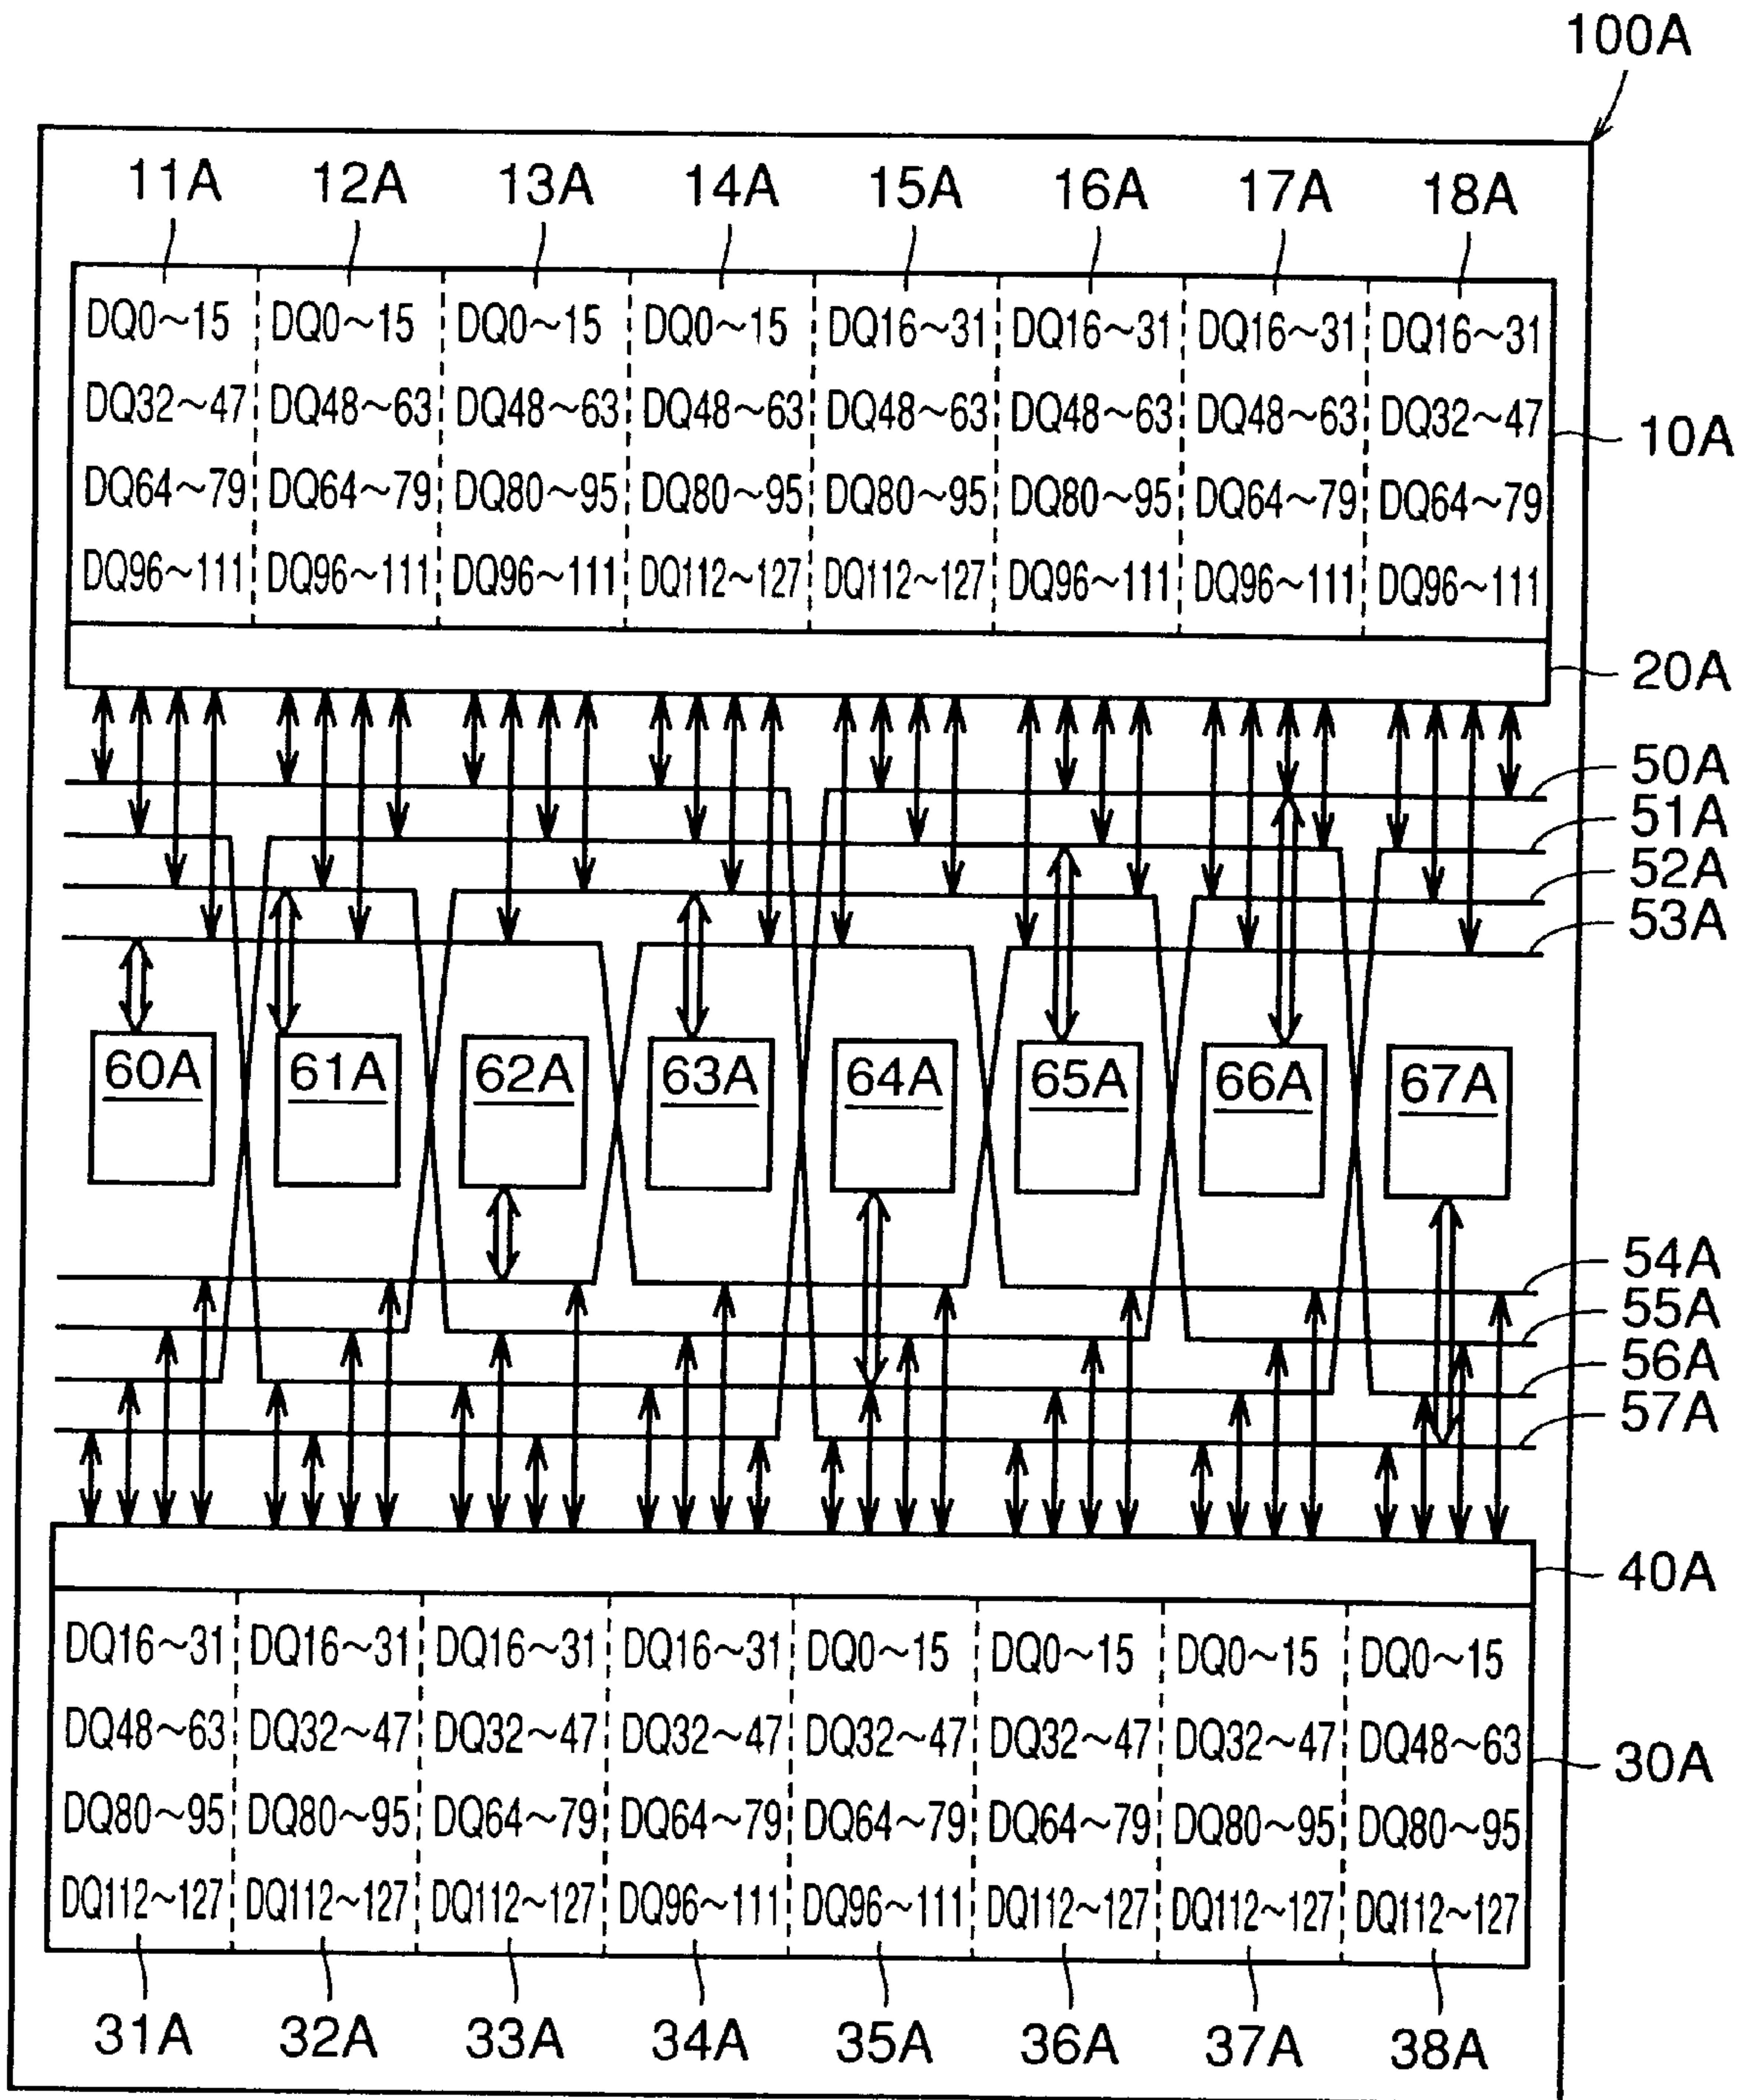 100A
11A 12A 13A 14A 15A 16A 17A 18A
DQ0~15 DQ0~15 DQ0~15 DQ0~15 DQ16~31 DQ16~31 DQ16~31 DQ16~31
DQ32~47 DQ48~63 DQ48~63 DQ48~63 DQ48~63 DQ48~63 DQ48~63 DQ32~47
10A
DQ64~79 DQ64~79 DQ80~95 DQ80~95 DQ80~95 DQ80~95 DQ64~79 DQ64~79
DQ96~111 DQ96~111 DQ96~111 DQ112~127 DQ112~127 DQ96~111 DQ96~111 DQ96~111
20A
50A
51A
52A
53A
60A 61A 62A 63A 64A 65A 66A 67A
54A
55A
56A
57A
40A
DQ16~31 DQ16~31 DQ16~31 DQ16~31 DQ0~15 DQ0~15 DQ0~15 DQ0~15
DQ48~63 DQ32~47 DQ32~47 DQ32~47 DQ32~47 DQ32~47 DQ32~47 DQ48~63
30A
DQ80~95 DQ80~95 DQ64~79 DQ64~79 DQ64~79 DQ64~79 DQ80~95 DQ80~95
DQ112~127 DQ112~127 DQ112~127 DQ96~111 DQ96~111 DQ112~127 DQ112~127 DQ112~127
31A 32A 33A 34A 35A 36A 37A 38A